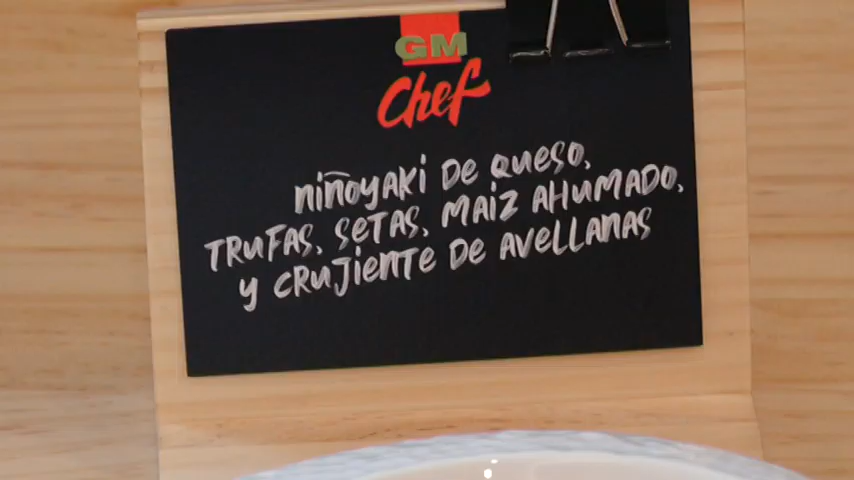 GM
Chef
niñoyaki DE QUESO,
TRUFAS, SETAS, MAIZ AHUMADO,
y CRUJIENTE DE AVELLANAS